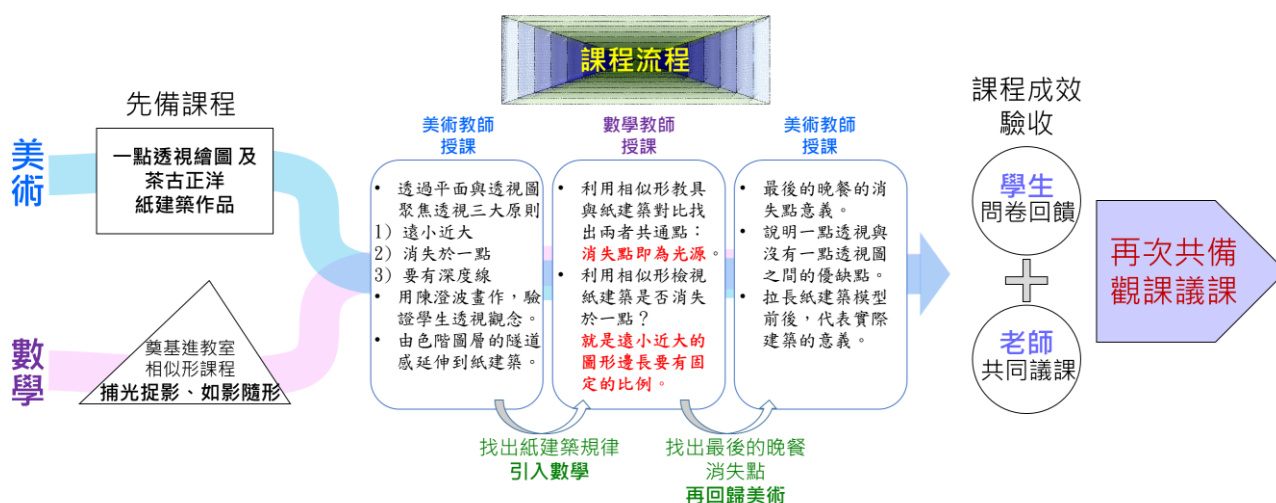 課程流程
先備課程
美術
一點透視繪圖 及
茶古正洋
紙建築作品
數學
奠基進教室
相似形課程
捕光捉影、如影隨形
美術教師
授課
• 透過平面與透視圖
聚焦透視三大原則
1) 遠小近大
2) 消失於一點
3) 要有深度線
• 用陳澄波畫作，驗
證學生透視觀念。
• 由色階圖層的隧道
感延伸到紙建築。
數學教師
授課
• 利用相似形教具
與紙建築對比找
出兩者共通點：
消失點即為光源。
• 利用相似形檢視
紙建築是否消失
於一點？
就是遠小近大的
圖形邊長要有固
定的比例。
美術教師
授課
• 最後的晚餐的消
失點意義。
• 說明一點透視與
沒有一點透視圖
之間的優缺點。
• 拉長紙建築模型
前後，代表實際
建築的意義。
找出紙建築規律
引入數學
找出最後的晚餐
消失點
再回歸美術
課程成效
驗收
學生
問卷回饋
老師
共同議課
再次共備
觀課議課